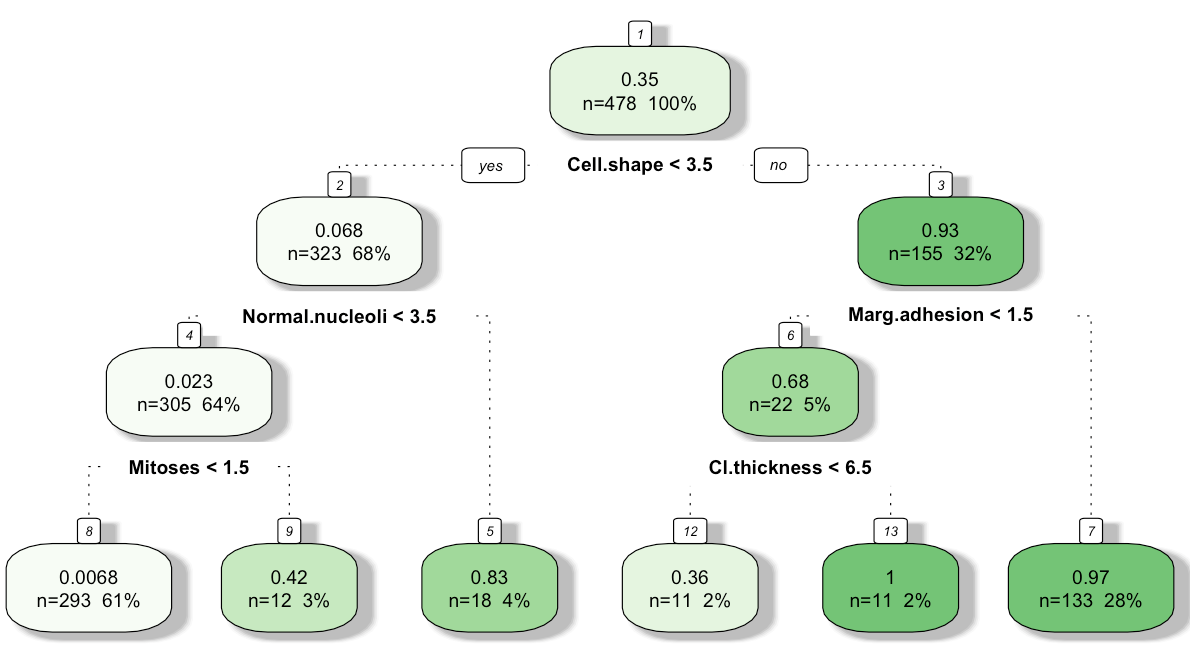 1
0.35
n=478 100%
yes Cell.shape < 3.5 no
2
0.068
n=323 68%
3
0.93
n=155 32%
Normal.nucleoli < 3.5
Marg.adhesion < 1.5
4
0.023
n=305 64%
6
0.68
n=22 5%
Mitoses < 1.5
Cl.thickness < 6.5
8
0.0068
n=293 61%
9
0.42
n=12 3%
5
0.83
n=18 4%
12
0.36
n=11 2%
13
1
n=11 2%
7
0.97
n=133 28%